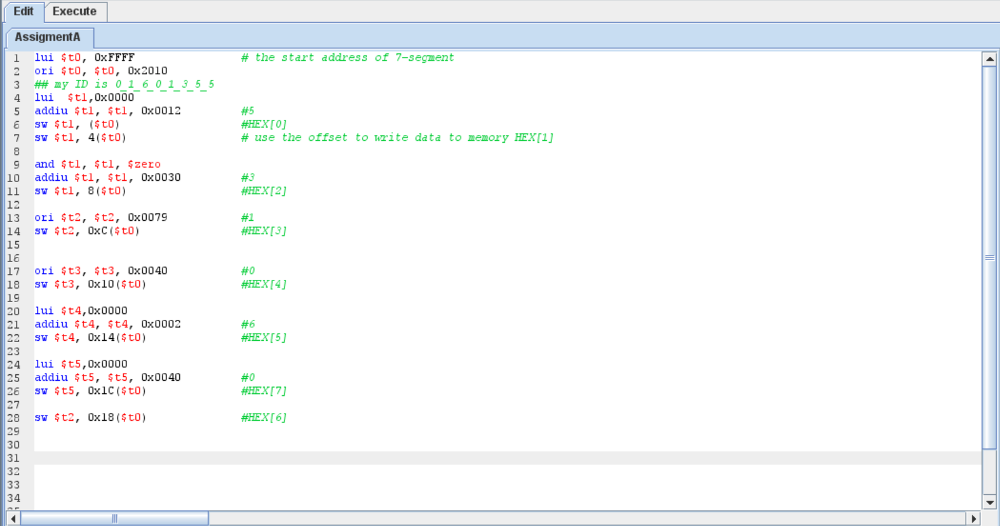 Edit Execute
AssigmentA
1 lui $t0, 0xFFFF # the start address of 7-segment
2 ori $t0, $t0, 0x2010
3 ## my ID is 0_1_6_0_1_3_5_5
4 lui $t1,0x0000
5 addiu $t1, $t1, 0x0012 #5
6 sw $t1, ($t0) #HEX[0]
7 sw $t1, 4($t0) # use the offset to write data to memory HEX[1]
8
9 and $t1, $t1, $zero
10 addiu $t1, $t1, 0x0030 #3
11 sw $t1, 8($t0) #HEX[2]
12
13 ori $t2, $t2, 0x0079 #1
14 sw $t2, 0xC($t0) #HEX[3]
15
16
17 ori $t3, $t3, 0x0040 #0
18 sw $t3, 0x10($t0) #HEX[4]
19
20 lui $t4,0x0000
21 addiu $t4, $t4, 0x0002 #6
22 sw $t4, 0x14($t0) #HEX[5]
23
24 lui $t5,0x0000
25 addiu $t5, $t5, 0x0040 #0
26 sw $t5, 0x1C($t0) #HEX[7]
27
28 sw $t2, 0x18($t0) #HEX[6]
29
30
31
32
33
34